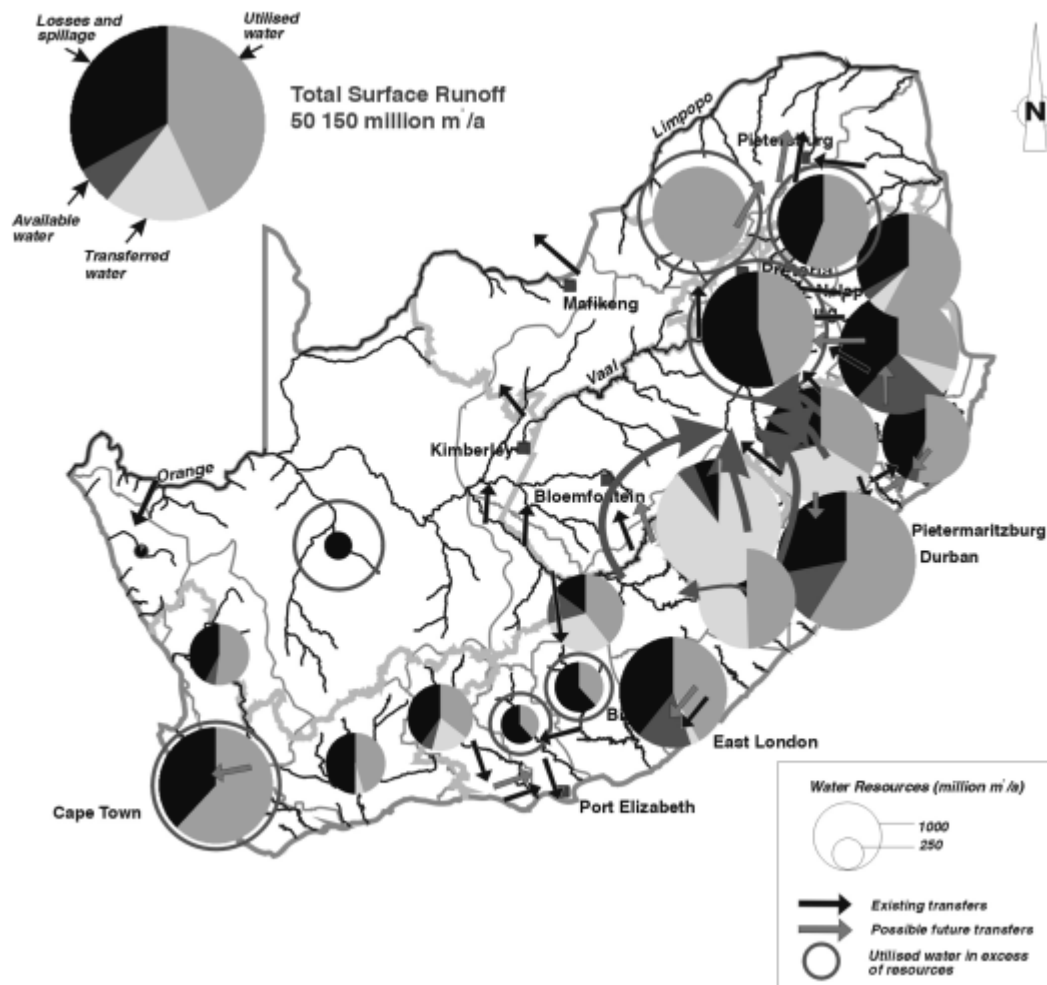 Losses and
spillage
Utilised
water
Total Surface Runoff
50 150 million m³/a
Available
water
Transferred
water
N
Limpopo
Pietersburg
Pretoria
Mafikeng
Vaal
Kimberley
Bloemfontein
Orange
Pietermaritzburg
Durban
East London
Port Elizabeth
Cape Town
Water Resources (million m³/a)
1000
250
Existing transfers
Possible future transfers
Utilised water in excess
of resources